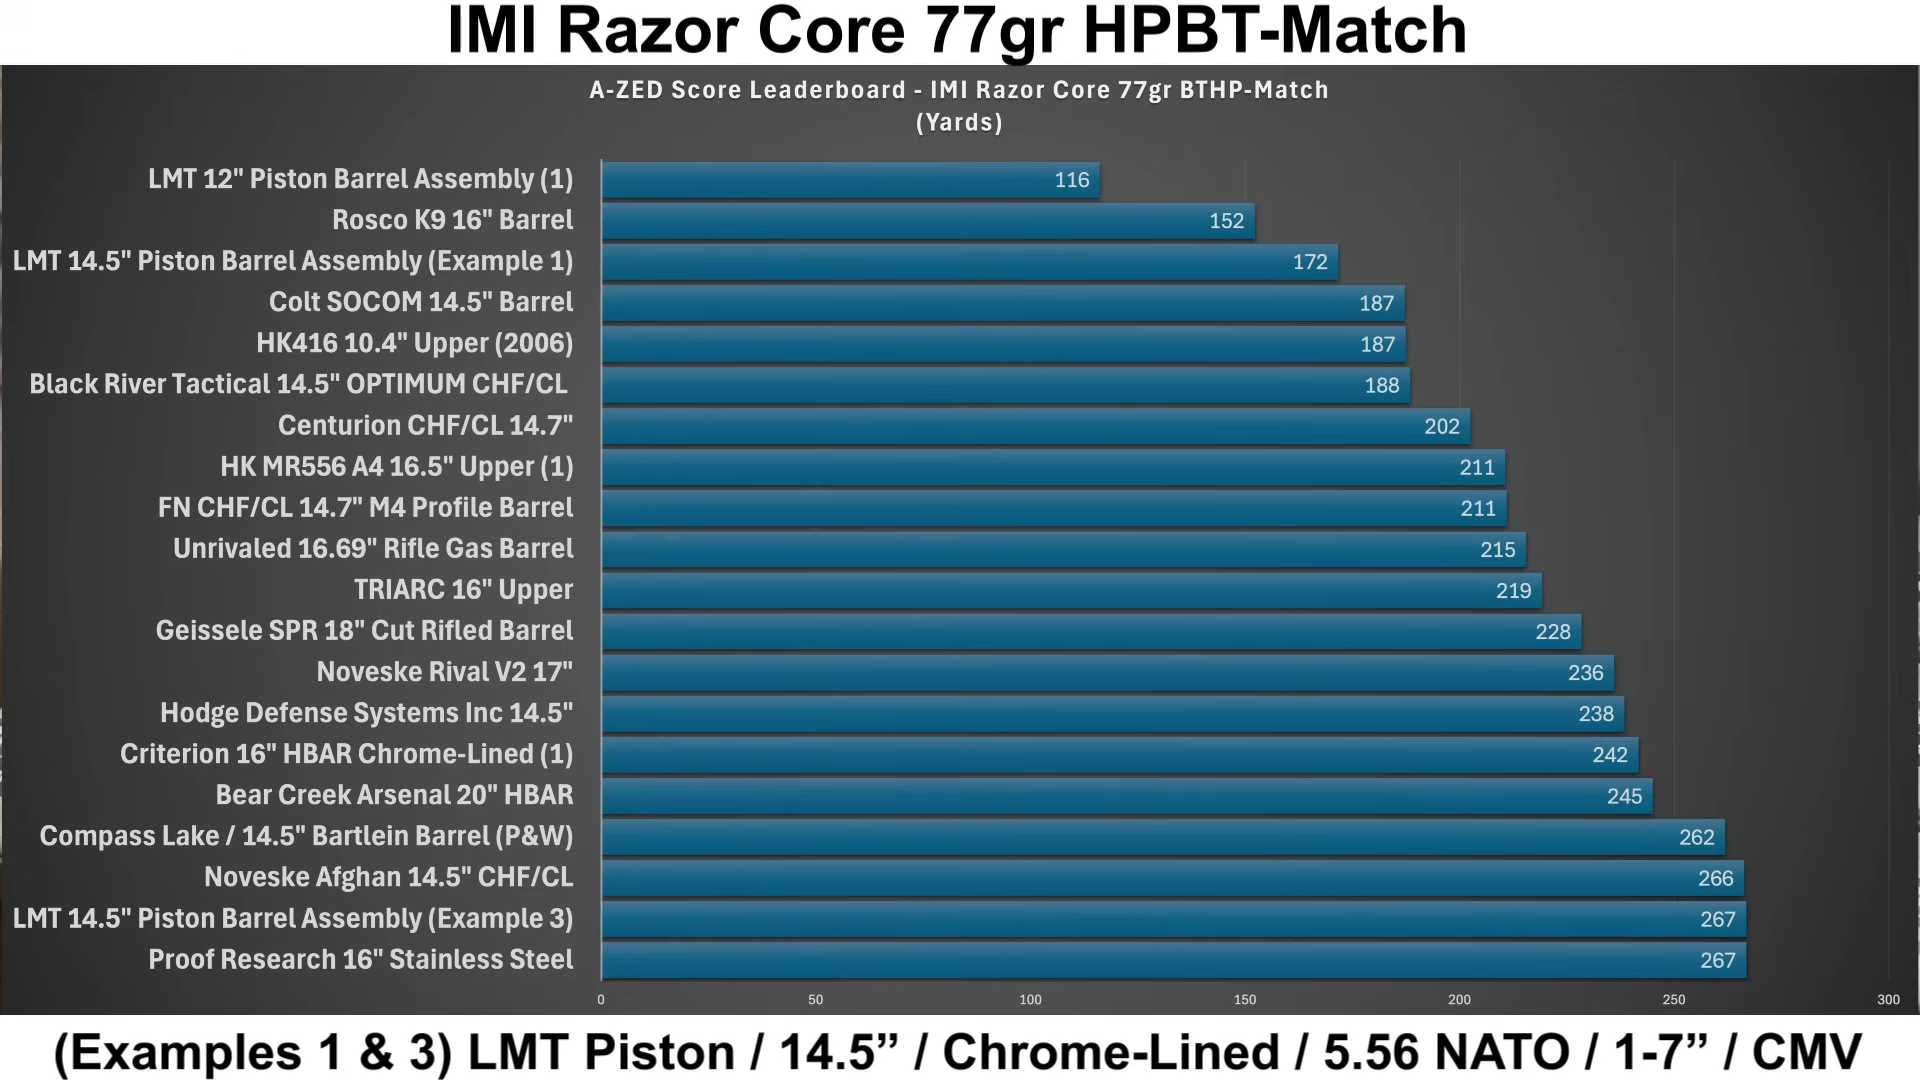 IMI Razor Core 77gr HPBT-Match
A-ZED Score Leaderboard - IMI Razor Core 77gr BTHP-Match
(Yards)
LMT 12" Piston Barrel Assembly (1) 116
Rosco K9 16" Barrel 152
LMT 14.5" Piston Barrel Assembly (Example 1) 172
Colt SOCOM 14.5" Barrel 187
HK416 10.4" Upper (2006) 187
Black River Tactical 14.5" OPTIMUM CHF/CL 188
Centurion CHF/CL 14.7" 202
HK MR556 A4 16.5" Upper (1) 211
FN CHF/CL 14.7" M4 Profile Barrel 211
Unrivaled 16.69" Rifle Gas Barrel 215
TRIARC 16" Upper 219
Geissele SPR 18" Cut Rifled Barrel 228
Noveske Rival V2 17" 236
Hodge Defense Systems Inc 14.5" 238
Criterion 16" HBAR Chrome-Lined (1) 242
Bear Creek Arsenal 20" HBAR 245
Compass Lake / 14.5" Bartlein Barrel (P&W) 262
Noveske Afghan 14.5" CHF/CL 266
LMT 14.5" Piston Barrel Assembly (Example 3) 267
Proof Research 16" Stainless Steel 267
0 50 100 150 200 250 300
(Examples 1 & 3) LMT Piston / 14.5” / Chrome-Lined / 5.56 NATO / 1-7” / CMV